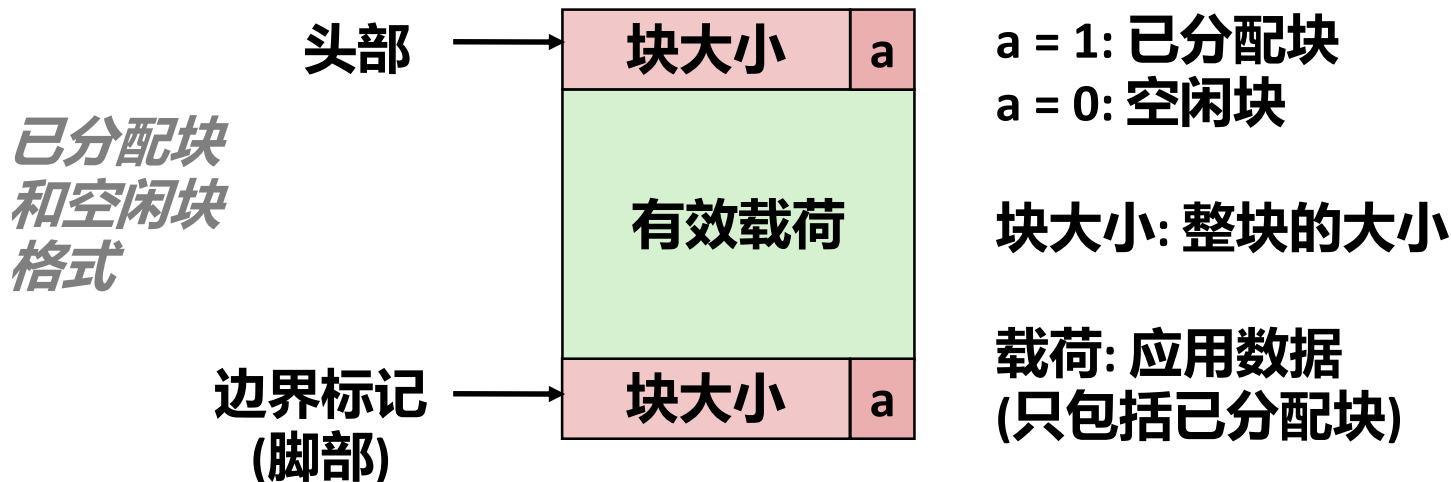 头部
块大小
a
a = 1: 已分配块
a = 0: 空闲块
已分配块
和空闲块
格式
有效载荷
块大小: 整块的大小
载荷: 应用数据
(只包括已分配块)
边界标记
(脚部)
块大小
a